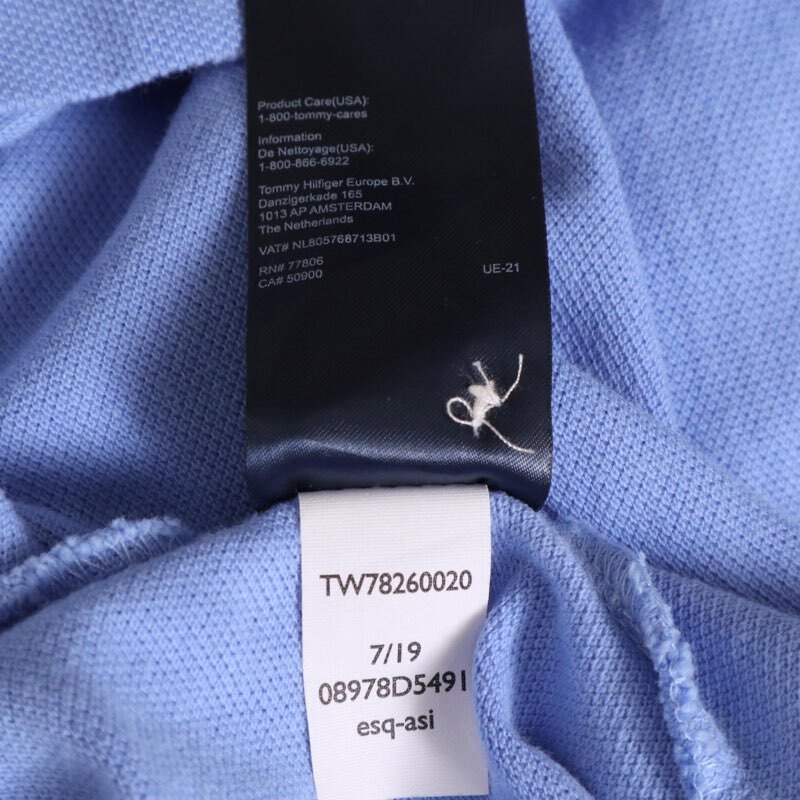 Product Care(USA):
1-800-tommy-cares
Information
De Nettoyage(USA):
1-800-866-6922
Tommy Hilfiger Europe B.V.
Danzigerkade 165
1013 AP AMSTERDAM
The Netherlands
VAT# NL805768713B01
RN# 77806
CA# 50900
UE-21
TW78260020
7/19
08978D5491
esq-asi